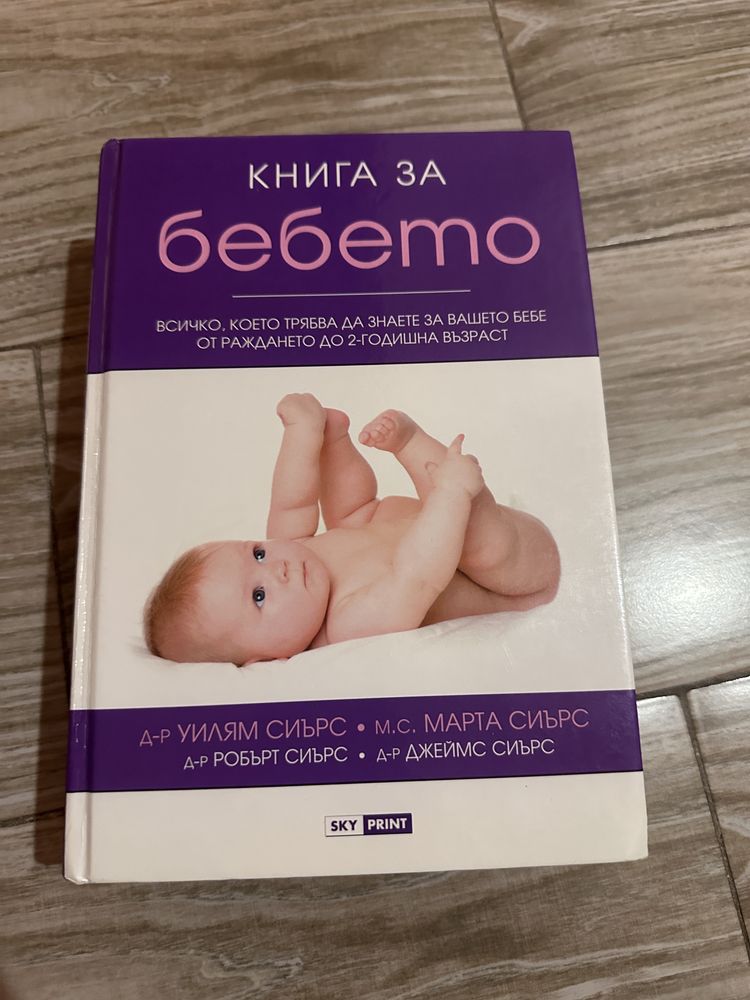 КНИГА ЗА
бебето
ВСИЧКО, КОЕТО ТРЯБВА ДА ЗНАЕТЕ ЗА ВАШЕТО БЕБЕ
ОТ РАЖДАНЕТО ДО 2-ГОДИШНА ВЪЗРАСТ
Д-Р УИЛЯМ СИЪРС • М.С. МАРТА СИЪРС
Д-Р РОБЪРТ СИЪРС • Д-Р ДЖЕЙМС СИЪРС
SKY PRINT